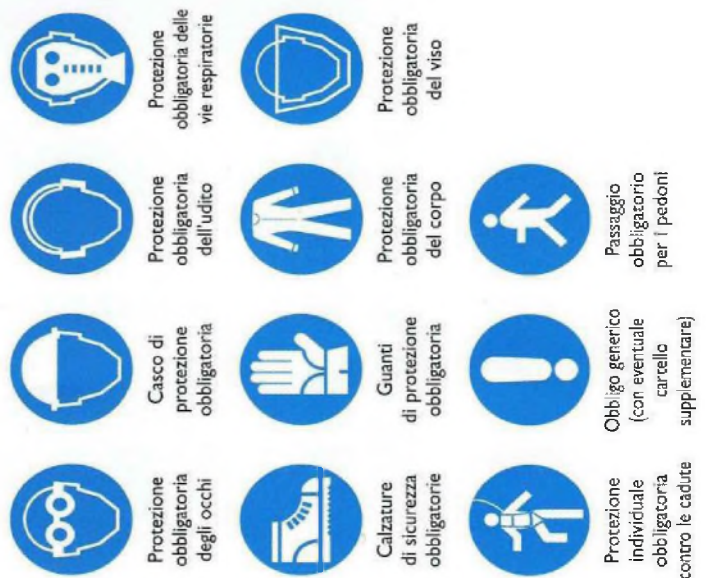 Protezione
obbligatoria
degli occhi
Casco di
protezione
obbligatoria
Protezione
obbligatoria
dell'udito
Protezione
obbligatoria delle
vie respiratorie
Calzature
di sicurezza
obbligatorie
Guanti
di protezione
obbligatoria
Protezione
obbligatoria
del corpo
Protezione
obbligatoria
del viso
Protezione
individuale
obbligatoria
contro le cadute
Obbligo generico
(con eventuale
cartello
supplementare)
Passaggio
obbligatorio
per i pedoni